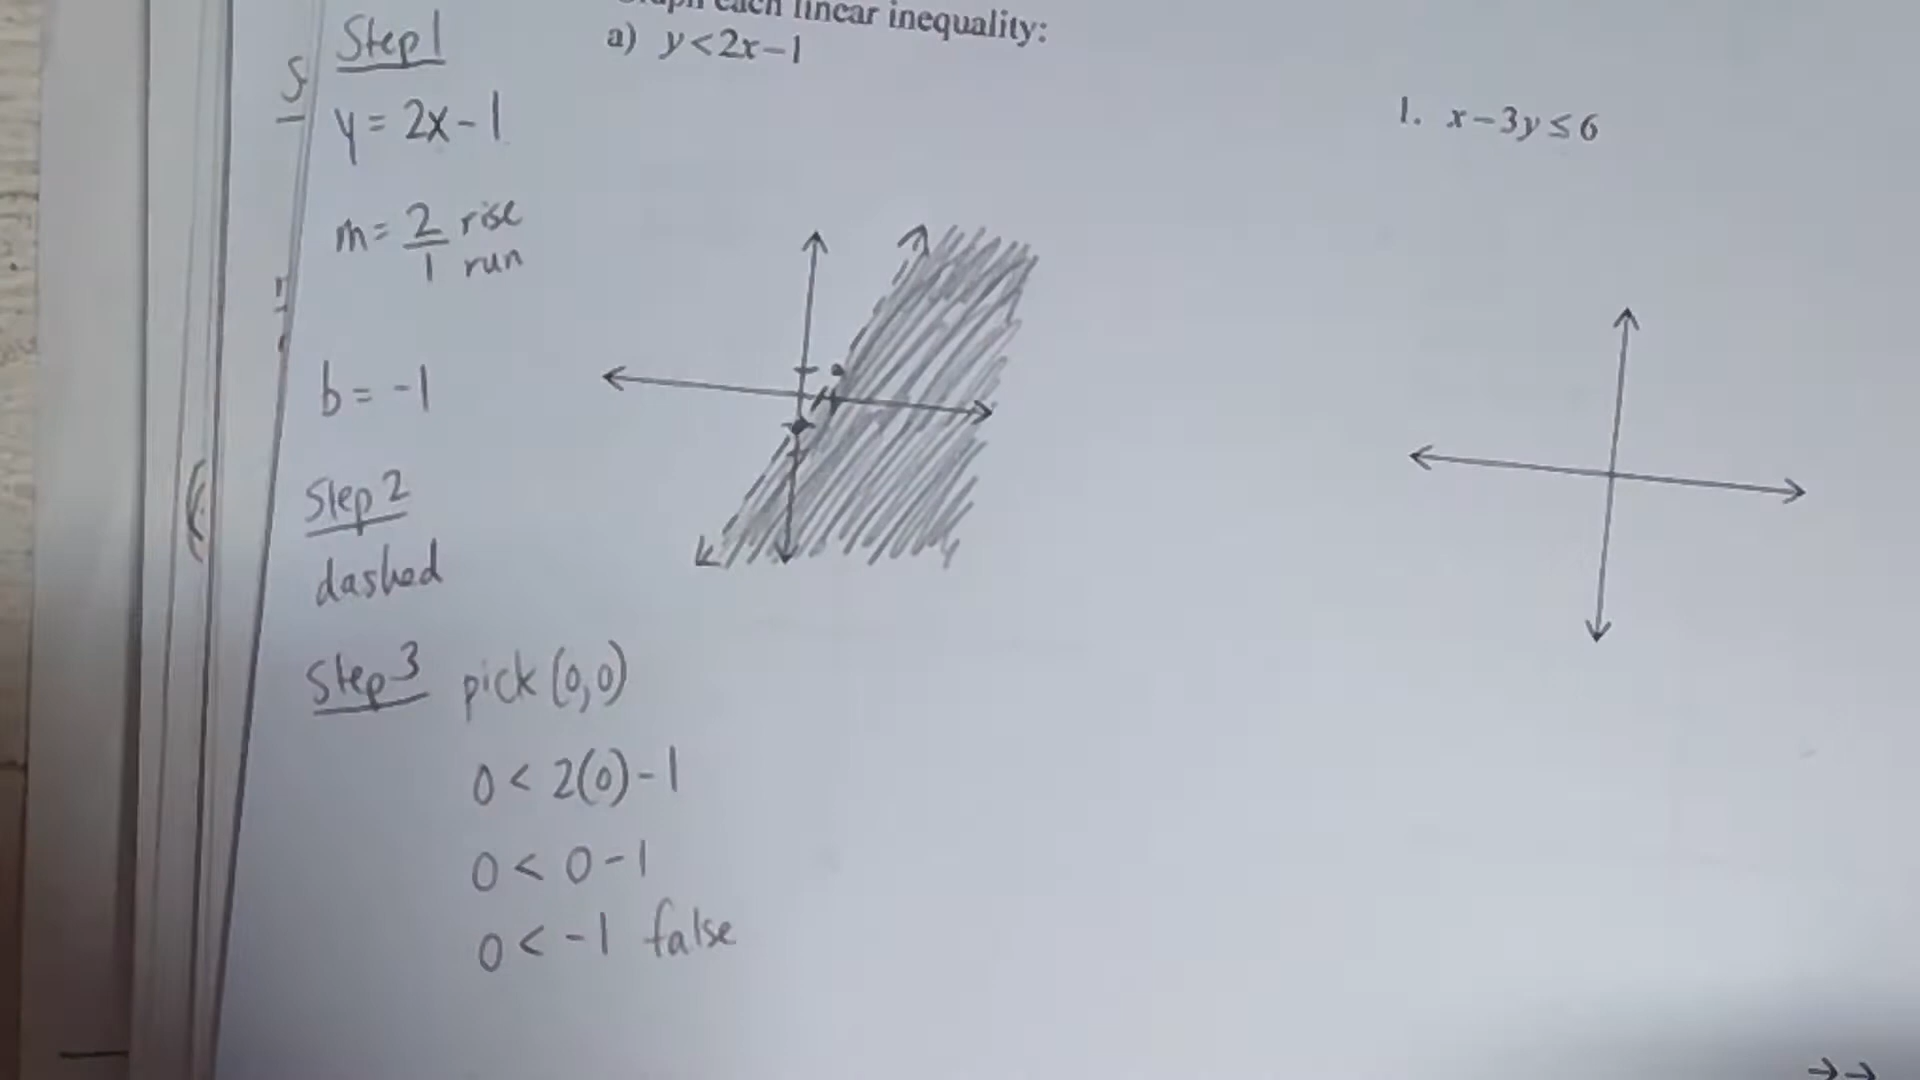 each linear inequality:
a) y<2x-1
Step 1
y = 2x - 1
m = 2/1 rise/run
b = -1
Step 2
dashed
Step 3 pick (0,0)
0 < 2(0) - 1
0 < 0 - 1
0 < -1 false
1. x-3y≤6